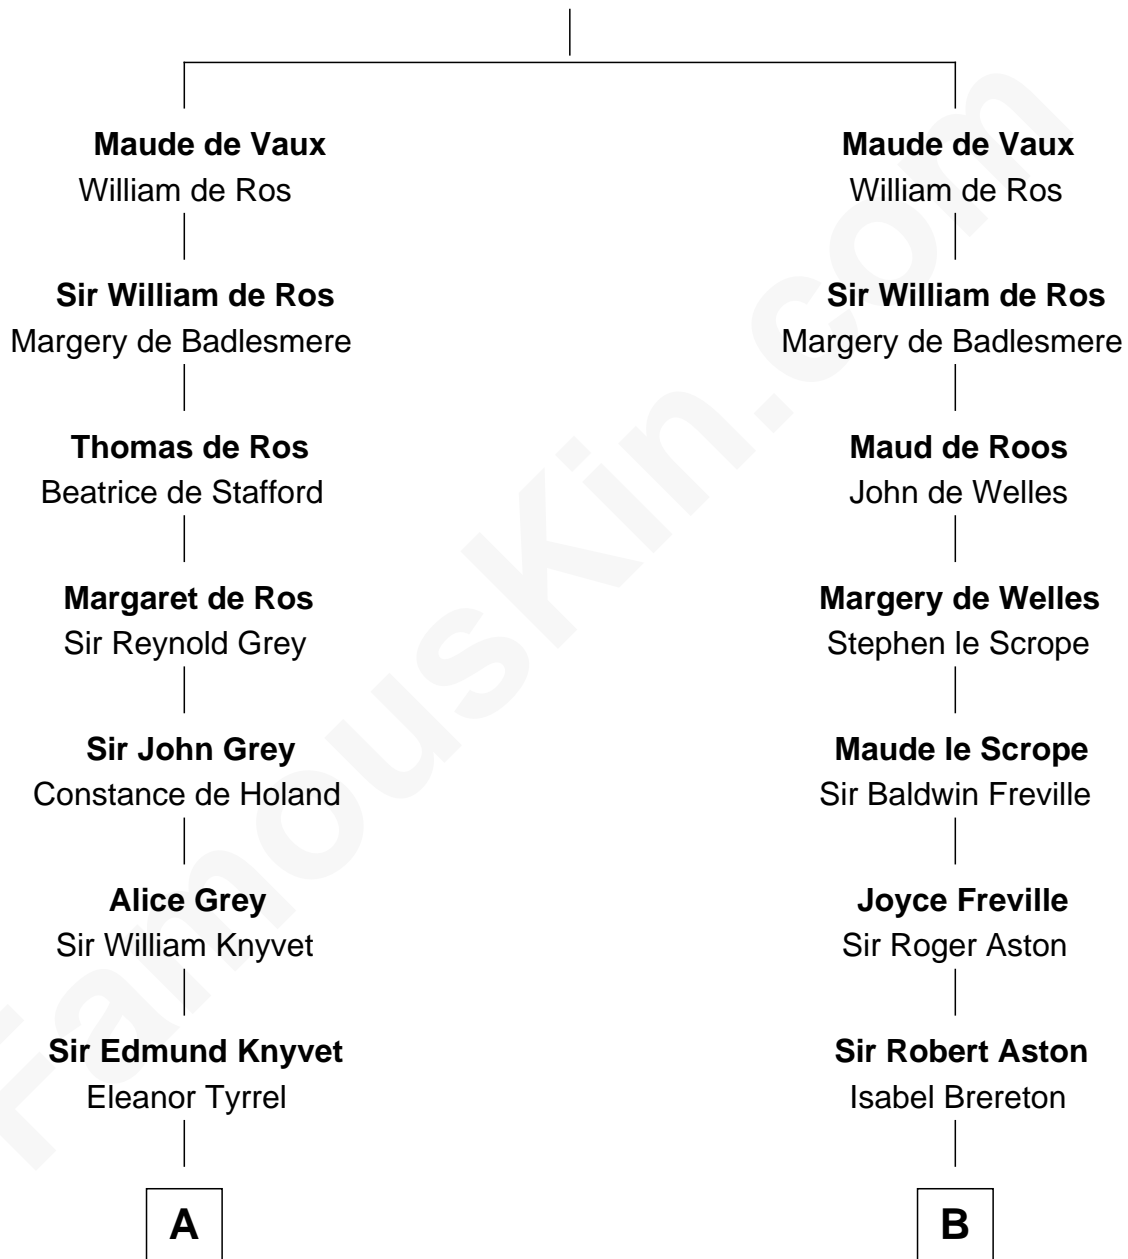 Maude de Vaux
William de Ros
Sir William de Ros
Margery de Badlesmere
Thomas de Ros
Beatrice de Stafford
Margaret de Ros
Sir Reynold Grey
Sir John Grey
Constance de Holand
Alice Grey
Sir William Knyvet
Sir Edmund Knyvet
Eleanor Tyrrel
A
Maude de Vaux
William de Ros
Sir William de Ros
Margery de Badlesmere
Maud de Roos
John de Welles
Margery de Welles
Stephen le Scrope
Maude le Scrope
Sir Baldwin Freville
Joyce Freville
Sir Roger Aston
Sir Robert Aston
Isabel Brereton
B
FamousKin.com